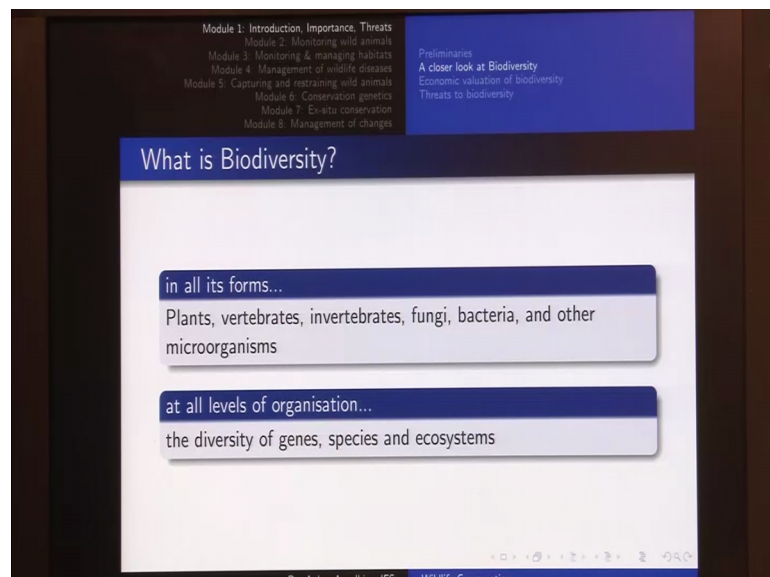 Module 1: Introduction, Importance, Threats
Module 2: Monitoring wild animals
Module 3: Monitoring & managing habitats
Module 4: Management of wildlife diseases
Module 5: Capturing and restraining wild animals
Module 6: Conservation genetics
Module 7: Ex-situ conservation
Module 8: Management of changes
Preliminaries
A closer look at Biodiversity
Economic valuation of biodiversity
Threats to biodiversity
What is Biodiversity?
in all its forms...
Plants, vertebrates, invertebrates, fungi, bacteria, and other
microorganisms
at all levels of organisation...
the diversity of genes, species and ecosystems